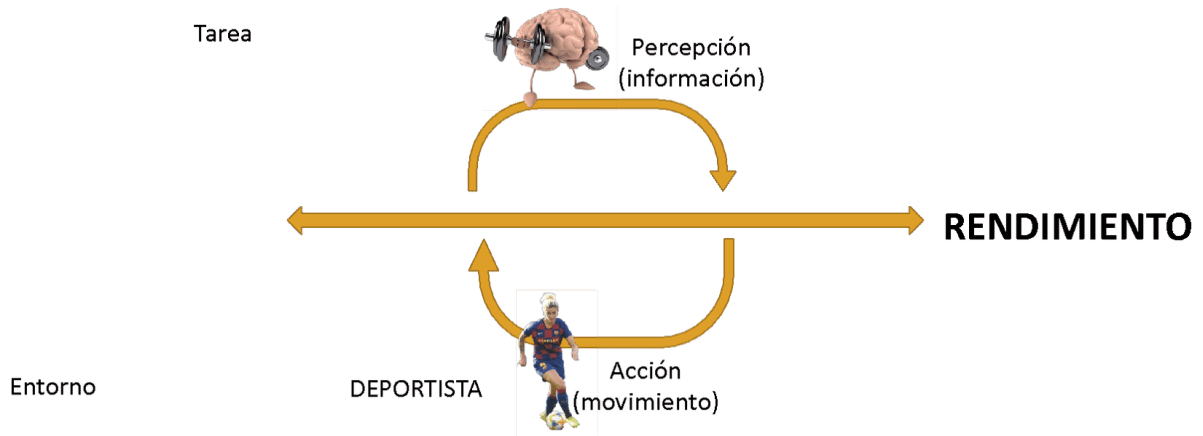 Tarea
Percepción
(información)
RENDIMIENTO
Entorno
DEPORTISTA
Acción
(movimiento)